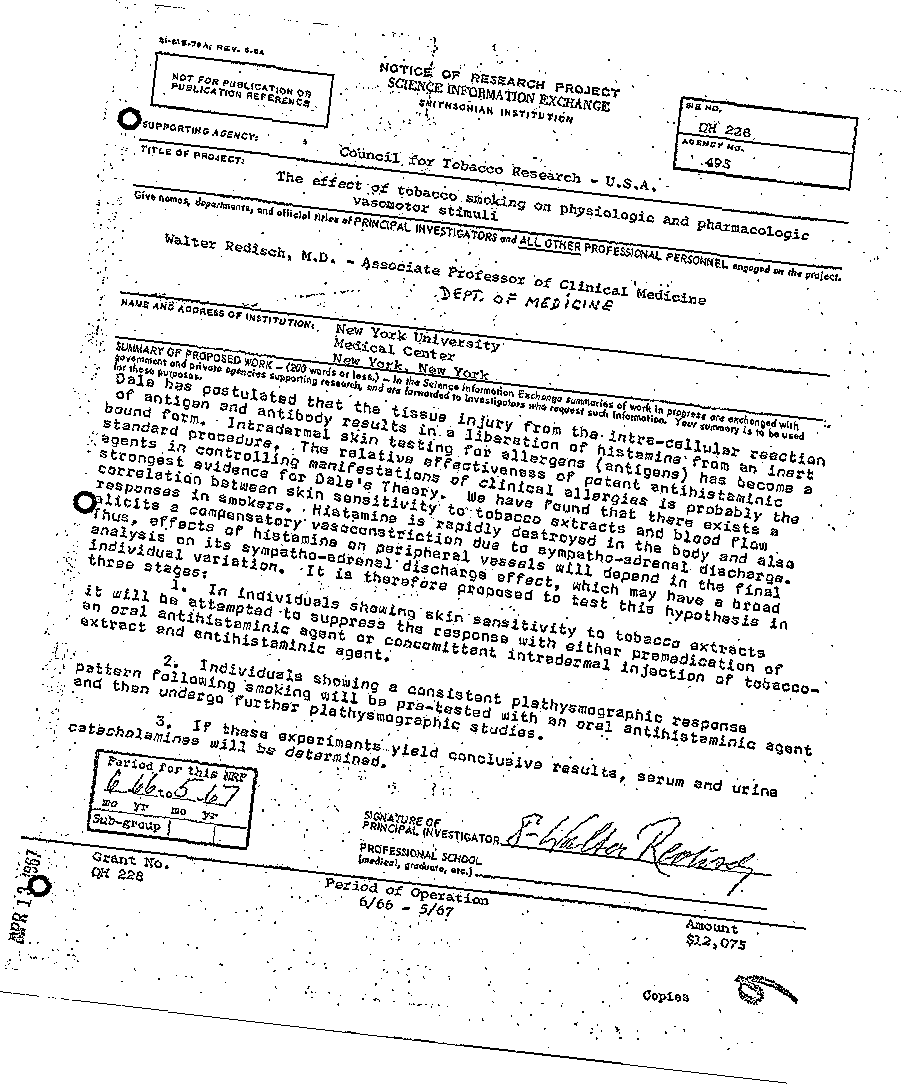 SI-SIE-78A; REV. 6-64
NOT FOR PUBLICATION OR
PUBLICATION REFERENCE
NOTICE OF RESEARCH PROJECT
SCIENCE INFORMATION EXCHANGE
SMITHSONIAN INSTITUTION
SIE NO.
QH 228
AGENCY NO.
495
SUPPORTING AGENCY:
Council for Tobacco Research - U.S.A.
TITLE OF PROJECT:
The effect of tobacco smoking on physiologic and pharmacologic
vasomotor stimuli
Give names, departments, and official titles of PRINCIPAL INVESTIGATORS and ALL OTHER PROFESSIONAL PERSONNEL engaged on the project.
Walter Redisch, M.D. - Associate Professor of Clinical Medicine
DEPT. OF MEDICINE
NAME AND ADDRESS OF INSTITUTION:
New York University
Medical Center
New York, New York
SUMMARY OF PROPOSED WORK - (200 words or less.) - In the Science Information Exchange summaries of work in progress are exchanged with
government and private agencies supporting research, and are forwarded to investigators who request such information. Your summary is to be used
for these purposes.
Dale has postulated that the tissue injury from the intra-cellular reaction
of antigen and antibody results in a liberation of histamine from an inert
bound form. Intradermal skin testing for allergens (antigens) has become a
standard procedure. The relative effectiveness of potent antihistaminic
agents in controlling manifestations of clinical allergies is probably the
strongest evidence for Dale's Theory. We have found that there exists a
correlation between skin sensitivity to tobacco extracts and blood flow
responses in smokers. Histamine is rapidly destroyed in the body and also
elicits a compensatory vasoconstriction due to sympatho-adrenal discharge.
Thus, effects of histamine on peripheral vessels will depend in the final
analysis on its sympatho-adrenal discharge effect, which may have a broad
individual variation. It is therefore proposed to test this hypothesis in
three stages:
1. In individuals showing skin sensitivity to tobacco extracts
it will be attempted to suppress the response with either premedication of
an oral antihistaminic agent or concomittent intradermal injection of tobacco-
extract and antihistaminic agent.
2. Individuals showing a consistent plethysmographic response
pattern following smoking will be pre-tested with an oral antihistaminic agent
and then undergo further plethysmographic studies.
3. If these experiments yield conclusive results, serum and urine
catecholamines will be determined.
Period for this NRP
6 66 to 5 67
mo yr mo yr
Sub-group
SIGNATURE OF
PRINCIPAL INVESTIGATOR Walter Redisch
PROFESSIONAL SCHOOL
(medical, graduate, etc.)
Grant No.
QH 228
Period of Operation
6/66 - 5/67
Amount
$12,075
APR 13 1967
Copies